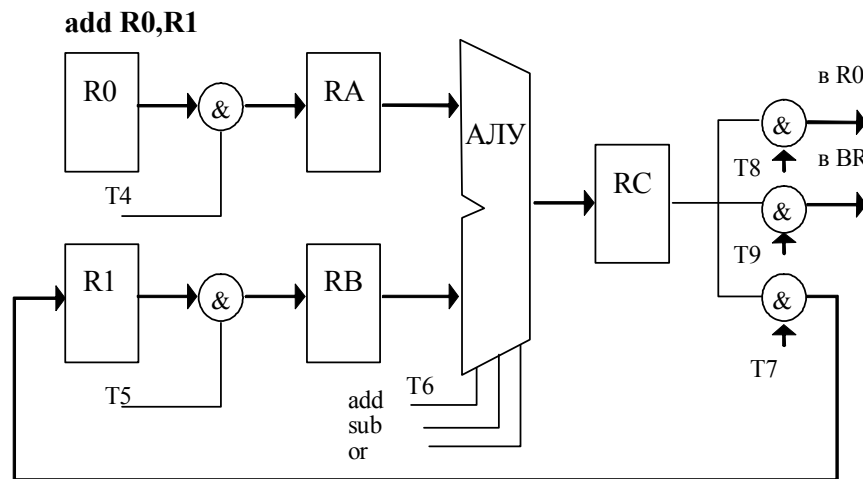 add R0,R1
R0
&
RA
АЛУ
T4
R1
&
RB
T5
T6
add
sub
or
RC
&
в R0
T8
в BR
&
T9
&
T7